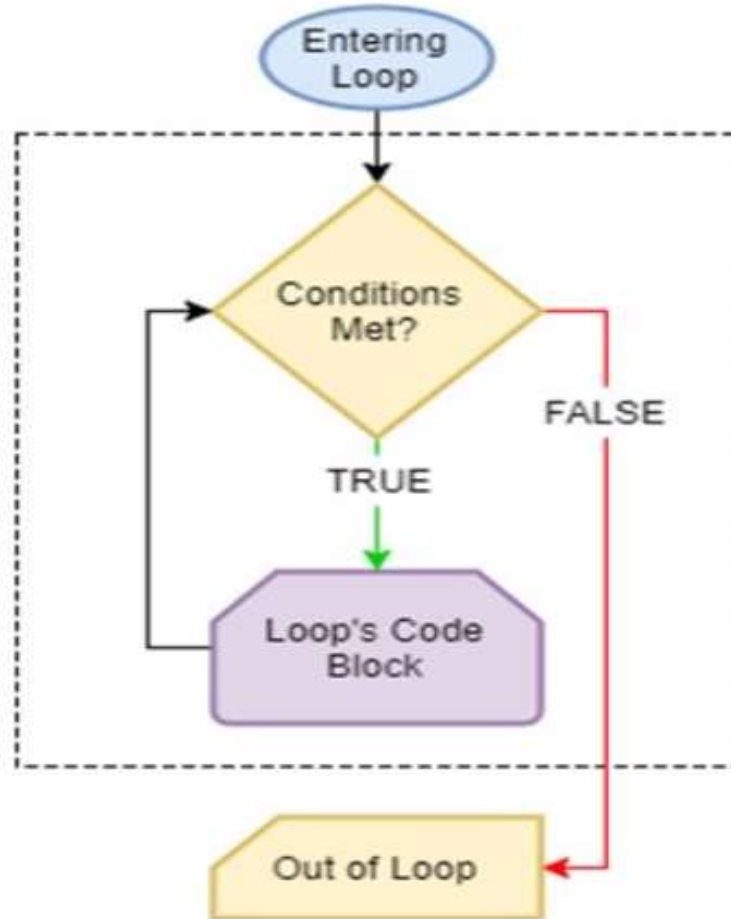 Entering
Loop
Conditions
Met?
FALSE
TRUE
Loop's Code
Block
Out of Loop